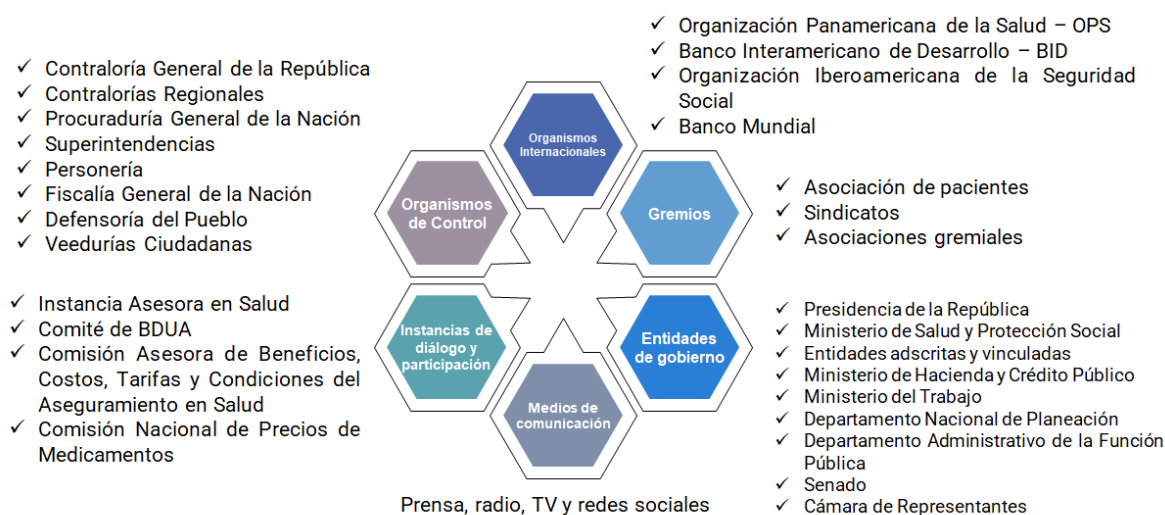 Organización Panamericana de la Salud – OPS
Banco Interamericano de Desarrollo – BID
Organización Iberoamericana de la Seguridad
Social
Banco Mundial
Organismos
Internacionales
✓ Contraloría General de la República
✓ Contralorías Regionales
✓ Procuraduría General de la Nación
✓ Superintendencias
✓ Personería
✓ Fiscalía General de la Nación
✓ Defensoría del Pueblo
✓ Veedurías Ciudadanas
Organismos
de Control
Gremios
✓ Asociación de pacientes
✓ Sindicatos
✓ Asociaciones gremiales
✓ Instancia Asesora en Salud
✓ Comité de BDUA
✓ Comisión Asesora de Beneficios,
Costos, Tarifas y Condiciones del
Aseguramiento en Salud
✓ Comisión Nacional de Precios de
Medicamentos
Instancias de
diálogo y
participación
Entidades
de gobierno
✓ Presidencia de la República
✓ Ministerio de Salud y Protección Social
✓ Entidades adscritas y vinculadas
✓ Ministerio de Hacienda y Crédito Público
✓ Ministerio del Trabajo
✓ Departamento Nacional de Planeación
✓ Departamento Administrativo de la Función
Pública
✓ Senado
✓ Cámara de Representantes
Medios de
comunicación
Prensa, radio, TV y redes sociales